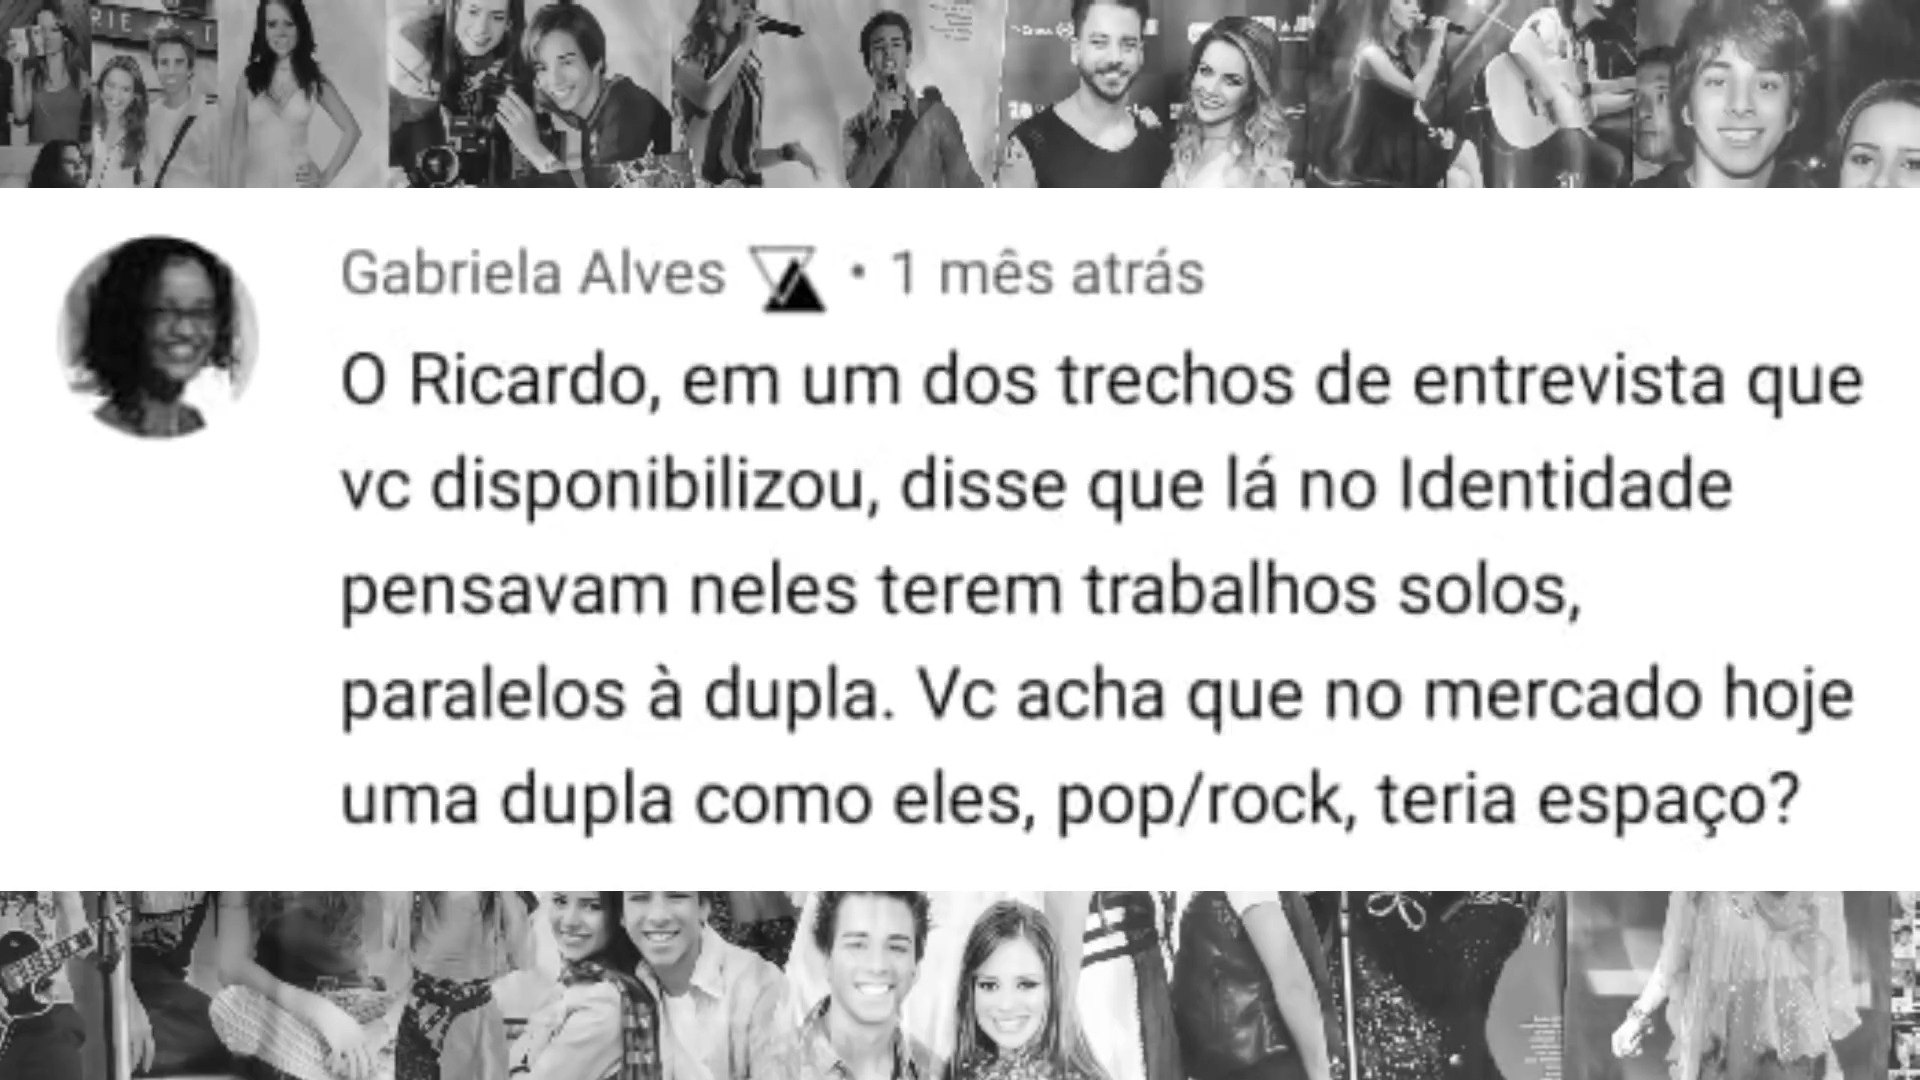 Gabriela Alves • 1 mês atrás
O Ricardo, em um dos trechos de entrevista que
vc disponibilizou, disse que lá no Identidade
pensavam neles terem trabalhos solos,
paralelos à dupla. Vc acha que no mercado hoje
uma dupla como eles, pop/rock, teria espaço?